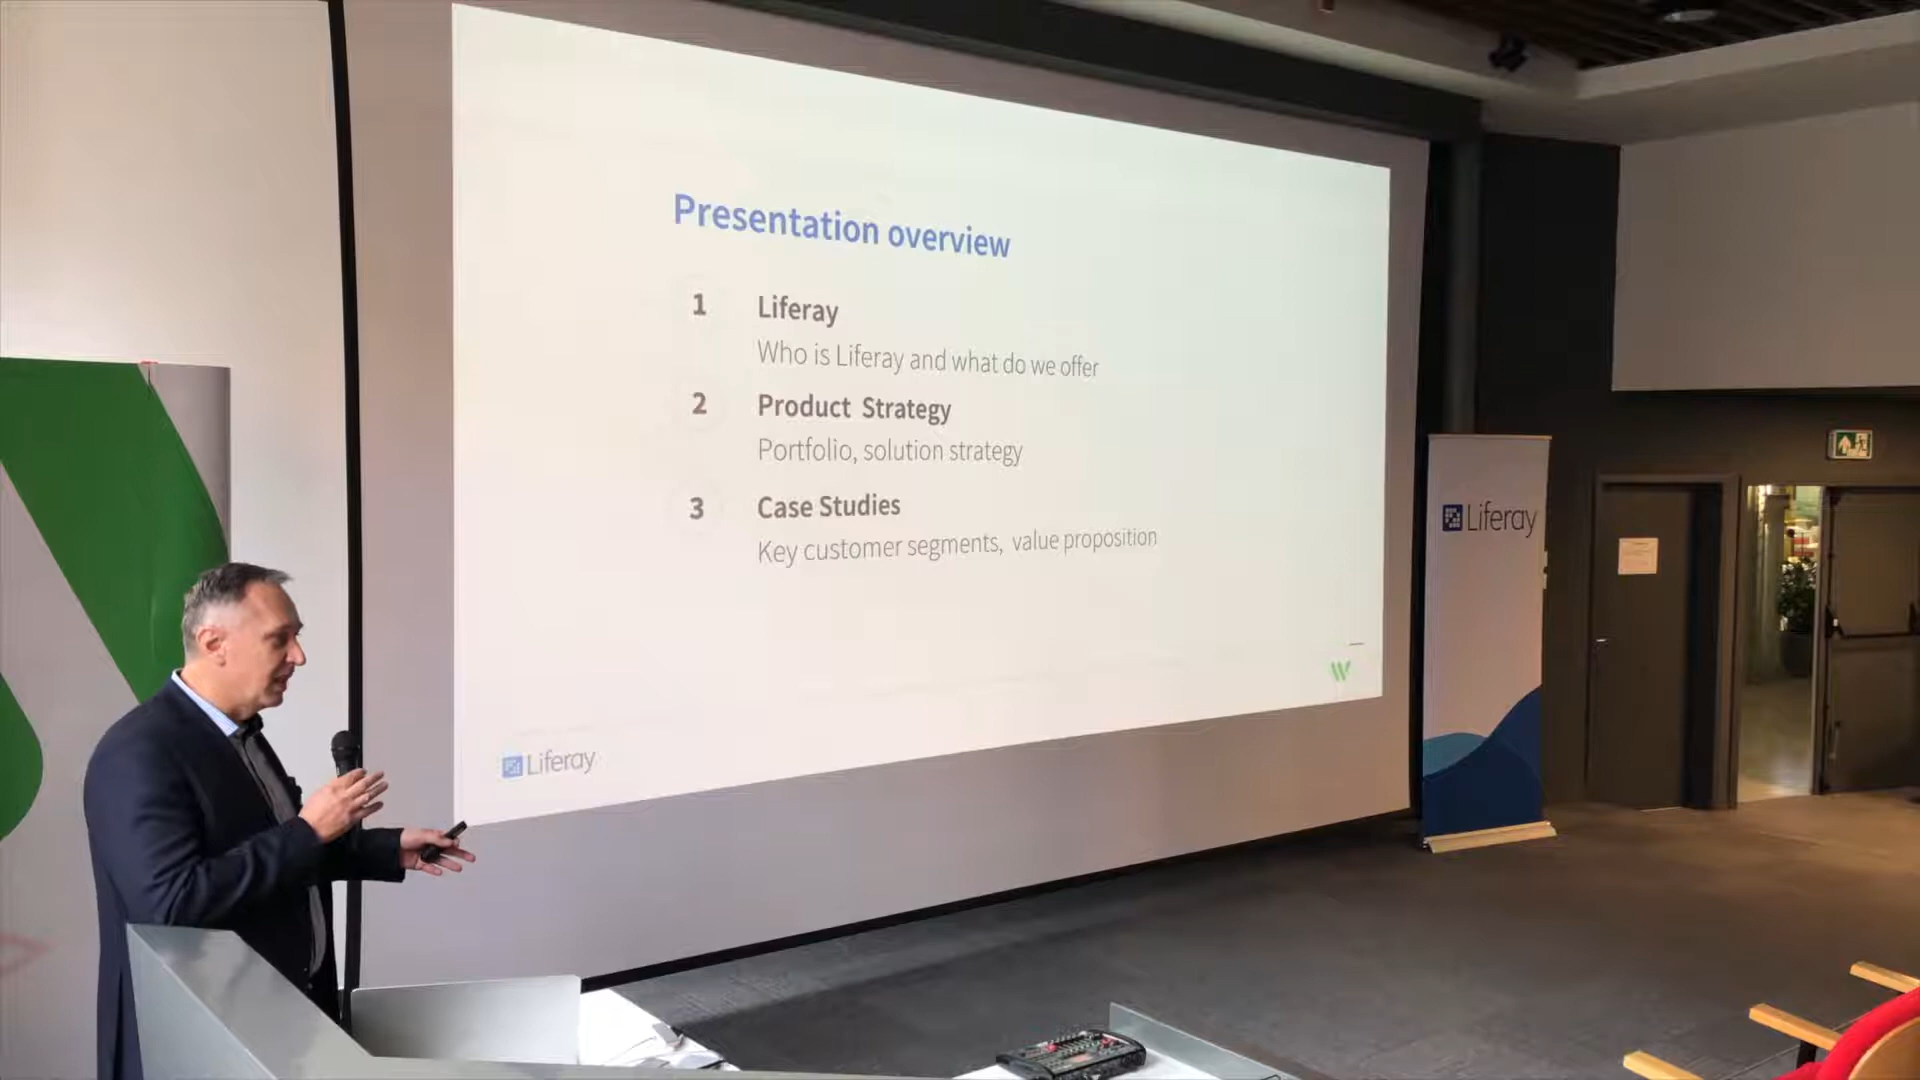 Presentation overview
1 Liferay
Who is Liferay and what do we offer
2 Product Strategy
Portfolio, solution strategy
3 Case Studies
Key customer segments, value proposition
Liferay
Liferay